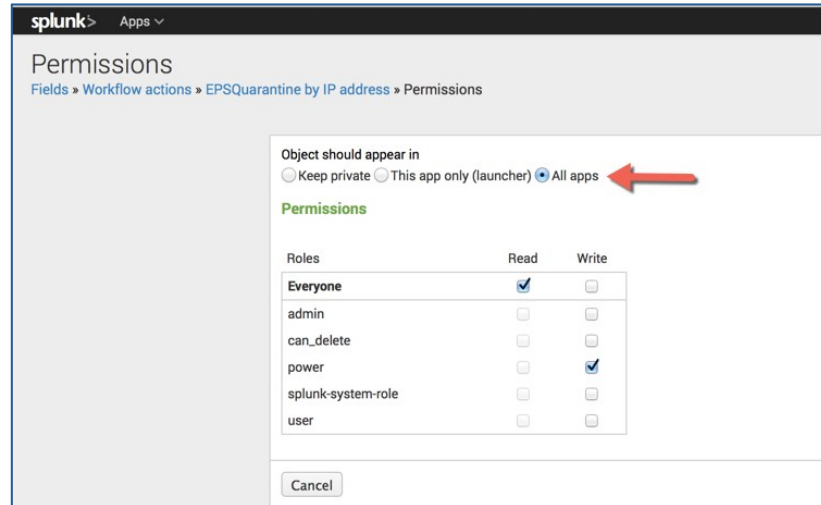 splunk> Apps
Permissions
Fields » Workflow actions » EPSQuarantine by IP address » Permissions
Object should appear in
Keep private This app only (launcher) All apps
Permissions
Roles Read Write
Everyone
admin
can_delete
power
splunk-system-role
user
Cancel